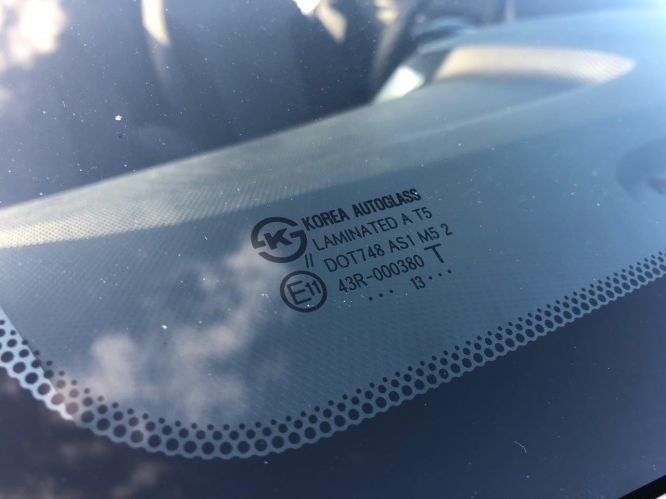 KOREA AUTOGLASS
K LAMINATED A T5
// DOT748 AS1 M5 2
E11 43R-000380 T
... 13 ...